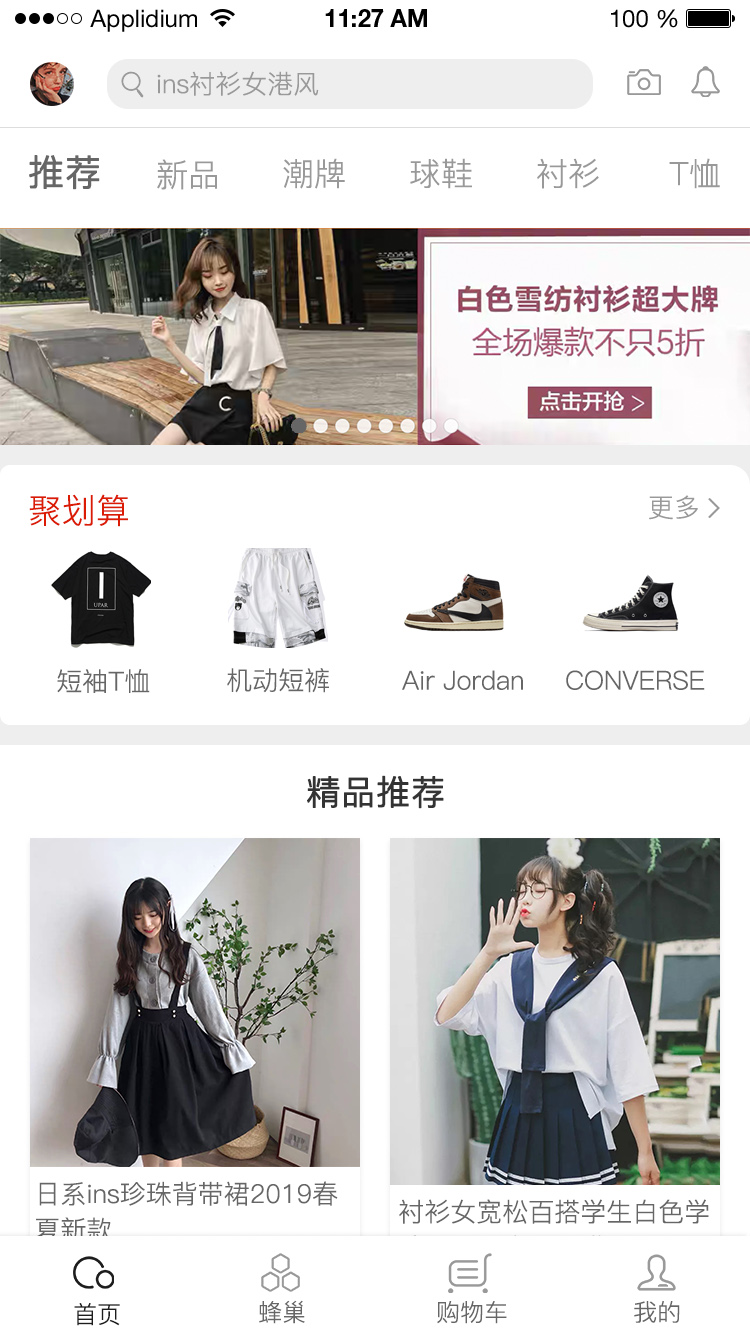 Applidium
11:27 AM
100 %
ins衬衫女港风
推荐 新品 潮牌 球鞋 衬衫 T恤
白色雪纺衬衫超大牌
全场爆款不只5折
点击开抢 >
聚划算
更多
I
UPAR
短袖T恤 机动短裤 Air Jordan CONVERSE
精品推荐
日系ins珍珠背带裙2019春
夏新款
衬衫女宽松百搭学生白色学
首页 蜂巢 购物车 我的